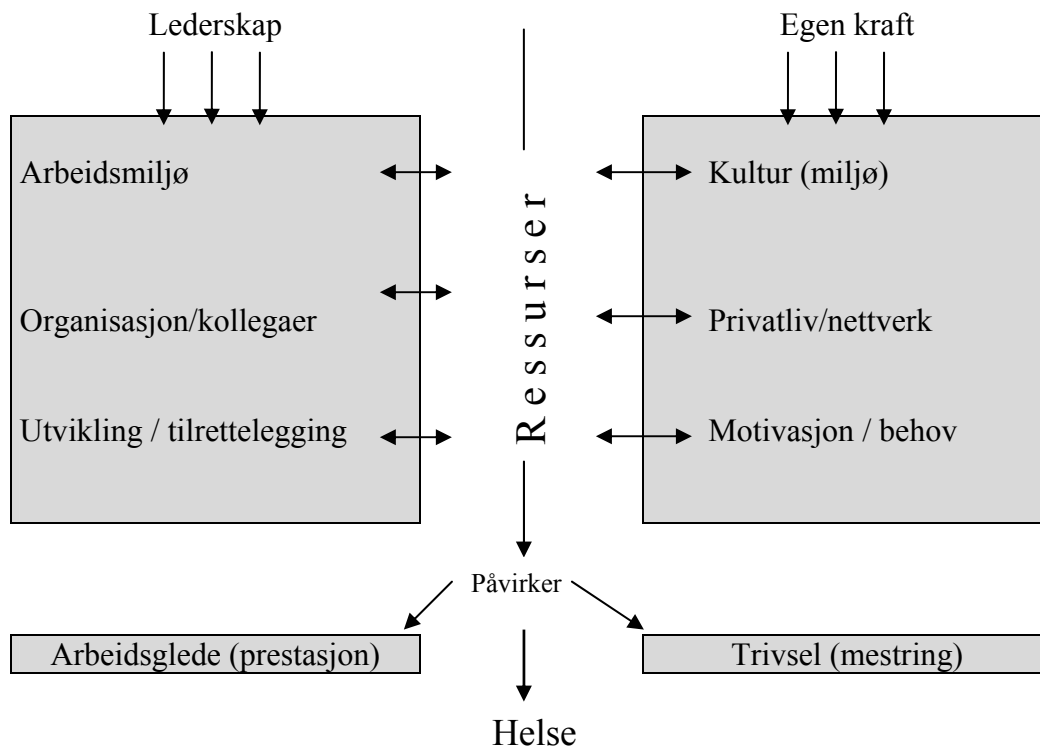 Lederskap
Egen kraft
Arbeidsmiljø
Organisasjon/kollegaer
Utvikling / tilrettelegging
Ressurser
Kultur (miljø)
Privatliv/nettverk
Motivasjon / behov
Påvirker
Arbeidsglede (prestasjon)
Trivsel (mestring)
Helse